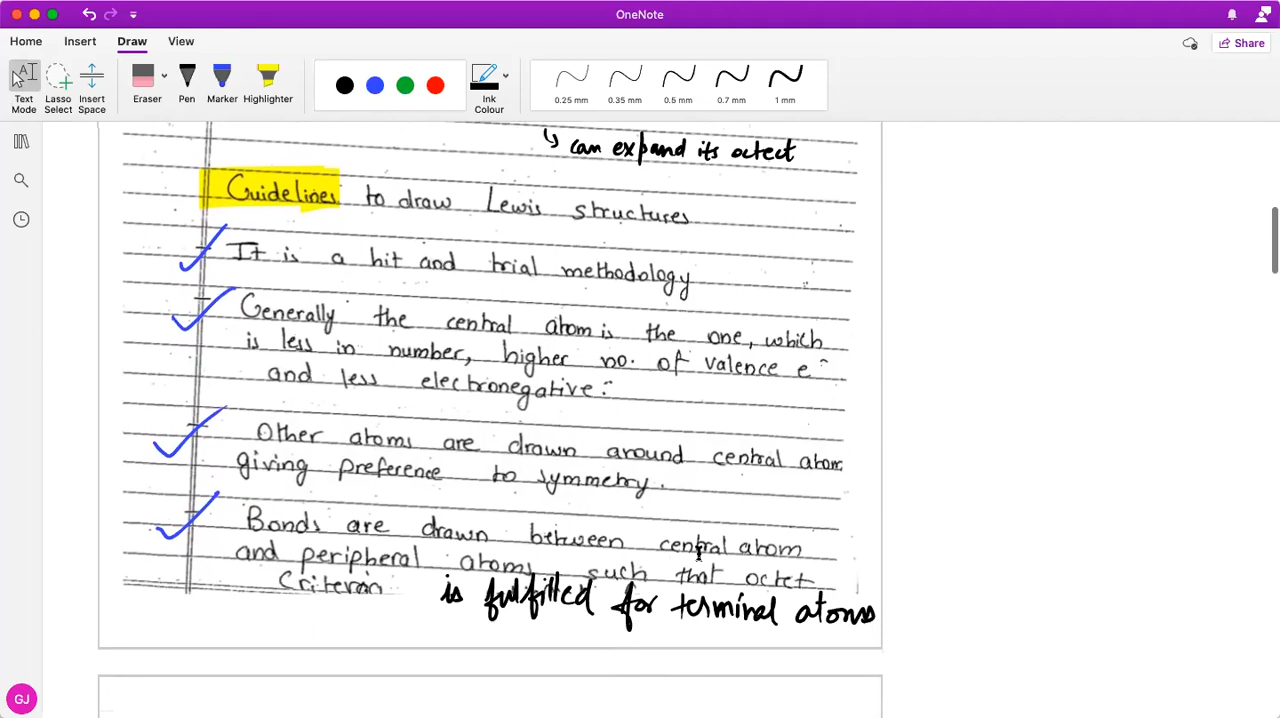 OneNote
Home Insert Draw View
Share
Text Mode
Lasso Select
Insert Space
Eraser
Pen
Marker
Highlighter
Ink Colour
0.25 mm
0.35 mm
0.5 mm
0.7 mm
1 mm
↳ can expand its octect
Guidelines to draw Lewis structures
- It is a hit and trial methodology
- Generally the central atom is the one, which
is less in number, higher no. of valence e⁻
and less electronegative.
- Other atoms are drawn around central atom
giving preference to symmetry.
- Bonds are drawn between central atom
and peripheral atoms such that octet
Criterion is fulfilled for terminal atoms
GJ